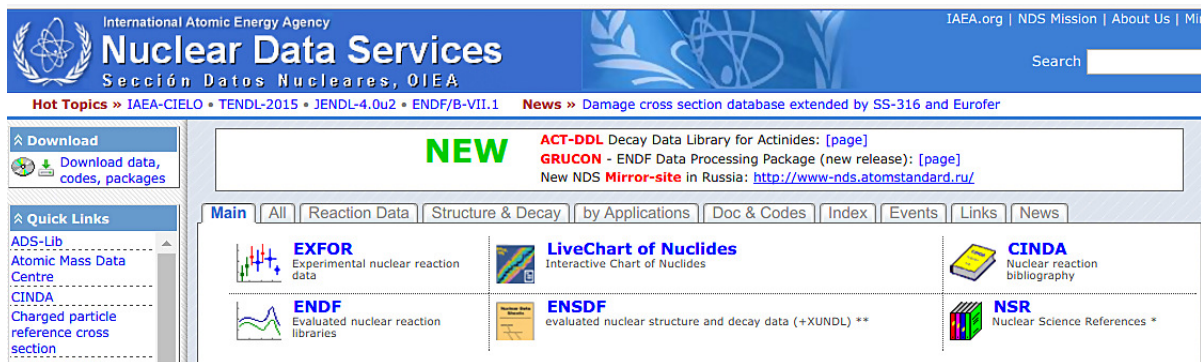 International Atomic Energy Agency
Nuclear Data Services
Sección Datos Nucleares, OIEA
IAEA.org | NDS Mission | About Us |
Search
Hot Topics » IAEA-CIELO • TENDL-2015 • JENDL-4.0u2 • ENDF/B-VII.1 News » Damage cross section database extended by SS-316 and Eurofer
Download
Download data,
codes, packages
Quick Links
ADS-Lib
Atomic Mass Data
Centre
CINDA
Charged particle
reference cross
section
NEW
ACT-DDL Decay Data Library for Actinides: [page]
GRUCON - ENDF Data Processing Package (new release): [page]
New NDS Mirror-site in Russia: http://www-nds.atomstandard.ru/
Main All Reaction Data Structure & Decay by Applications Doc & Codes Index Events Links News
EXFOR
Experimental nuclear reaction
data
LiveChart of Nuclides
Interactive Chart of Nuclides
CINDA
Nuclear reaction
bibliography
ENDF
Evaluated nuclear reaction
libraries
ENSDF
evaluated nuclear structure and decay data (+XUNDL) **
NSR
Nuclear Science References *